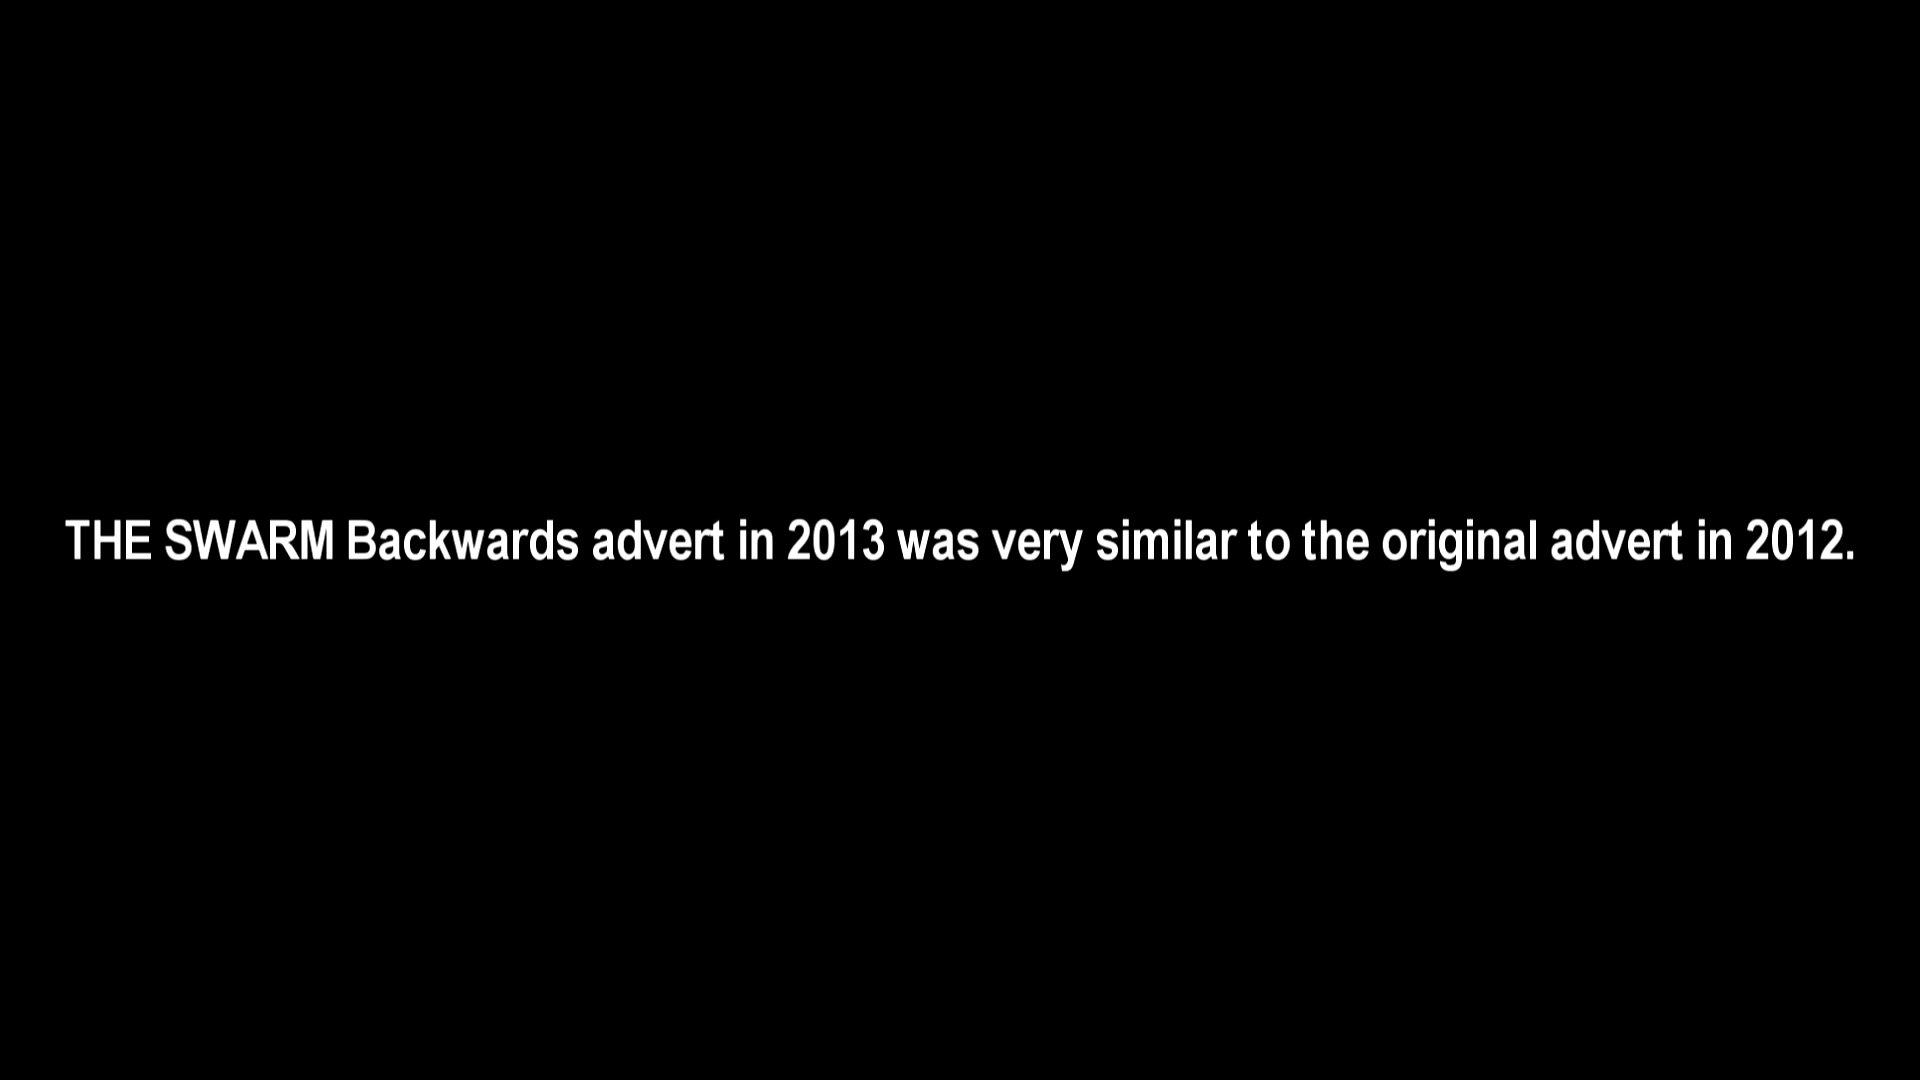 THE SWARM Backwards advert in 2013 was very similar to the original advert in 2012.